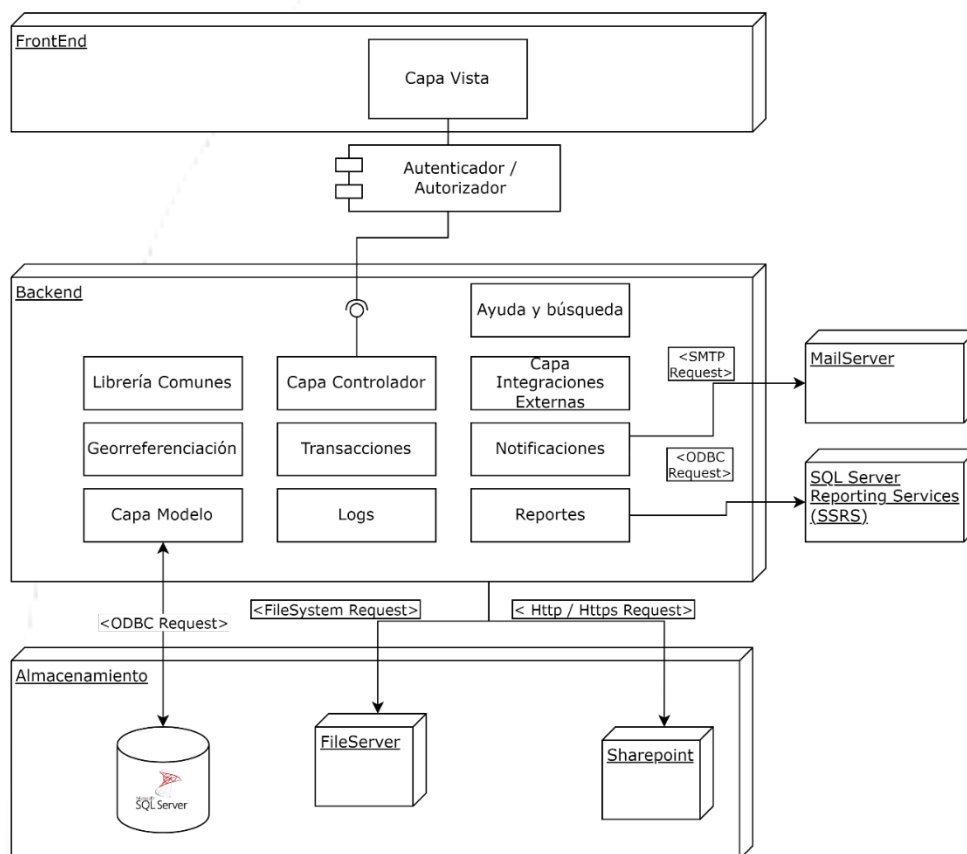 FrontEnd
Capa Vista
Autenticador /
Autorizador
Backend
Ayuda y búsqueda
Librería Comunes
Capa Controlador
Capa
Integraciones
Externas
<SMTP
Request>
MailServer
Georreferenciación
Transacciones
Notificaciones
<ODBC
Request>
SQL Server
Reporting Services
(SSRS)
Capa Modelo
Logs
Reportes
<ODBC Request>
<FileSystem Request>
< Http / Https Request>
Almacenamiento
FileServer
Sharepoint
Microsoft
SQL Server